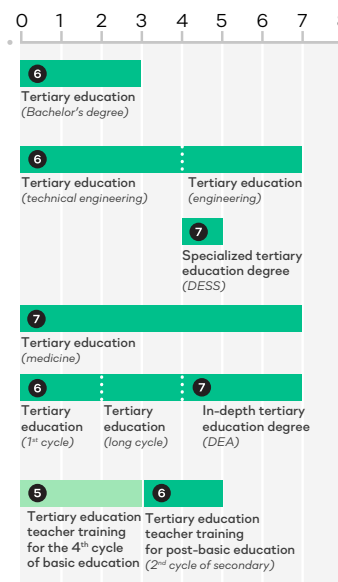 0 1 2 3 4 5 6 7
6
Tertiary education
(Bachelor's degree)
6
Tertiary education
(technical engineering)
Tertiary education
(engineering)
7
Specialized tertiary
education degree
(DESS)
7
Tertiary education
(medicine)
6
Tertiary
education
(1st cycle)
Tertiary
education
(long cycle)
7
In-depth tertiary
education degree
(DEA)
5
Tertiary education
teacher training
for the 4th cycle
of basic education
6
Tertiary education
teacher training
for post-basic education
(2nd cycle of secondary)